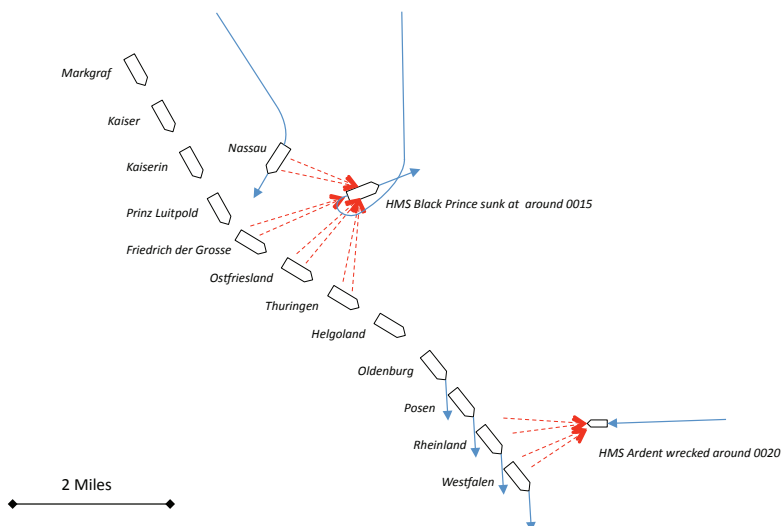 Markgraf
Kaiser
Nassau
Kaiserin
HMS Black Prince sunk at around 0015
Prinz Luitpold
Friedrich der Grosse
Ostfriesland
Thuringen
Helgoland
Oldenburg
Posen
Rheinland
HMS Ardent wrecked around 0020
Westfalen
2 Miles